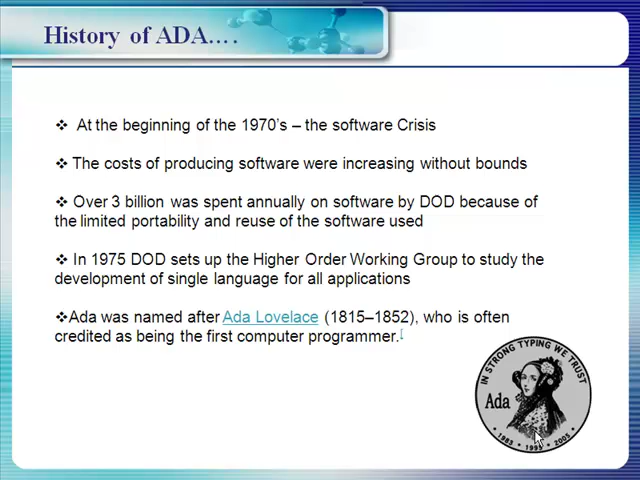 History of ADA….
❖ At the beginning of the 1970's – the software Crisis
❖ The costs of producing software were increasing without bounds
❖ Over 3 billion was spent annually on software by DOD because of
the limited portability and reuse of the software used
❖ In 1975 DOD sets up the Higher Order Working Group to study the
development of single language for all applications
❖Ada was named after Ada Lovelace (1815–1852), who is often
credited as being the first computer programmer.[
IN STRONG TYPING WE TRUST
Ada
• 1983 • 1995 • 2005 •